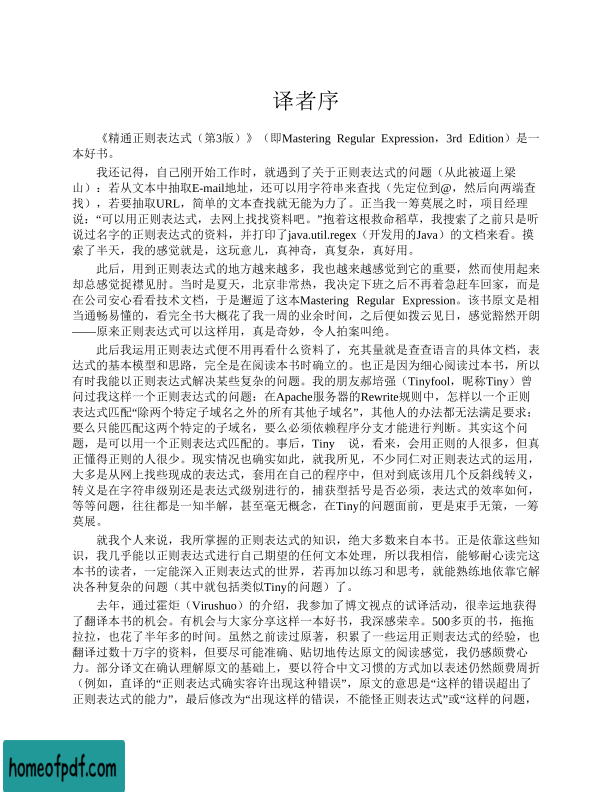 译者序
《精通正则表达式（第3版）》（即Mastering Regular Expression，3rd Edition）是一
本好书。
我还记得，自己刚开始工作时，就遇到了关于正则表达式的问题（从此被逼上梁
山）：若从文本中抽取E-mail地址，还可以用字符串来查找（先定位到@，然后向两端查
找），若要抽取URL，简单的文本查找就无能为力了。正当我一筹莫展之时，项目经理
说：“可以用正则表达式，去网上找找资料吧。”抱着这根救命稻草，我搜索了之前只是听
说过名字的正则表达式的资料，并打印了java.util.regex（开发用的Java）的文档来看。摸
索了半天，我的感觉就是，这玩意儿，真神奇，真复杂，真好用。
此后，用到正则表达式的地方越来越多，我也越来越感觉到它的重要，然而使用起来
却总感觉捉襟见肘。当时是夏天，北京非常热，我决定下班之后不再着急赶车回家，而是
在公司安心看看技术文档，于是邂逅了这本Mastering Regular Expression。该书原文是相
当通畅易懂的，看完全书大概花了我一周的业余时间，之后便如拨云见日，感觉豁然开朗
——原来正则表达式可以这样用，真是奇妙，令人拍案叫绝。
此后我运用正则表达式便不用再看什么资料了，充其量就是查查语言的具体文档，表
达式的基本模型和思路，完全是在阅读本书时确立的。也正是因为细心阅读过本书，所以
有时我能以正则表达式解决某些复杂的问题。我的朋友郝培强（Tinyfool，昵称Tiny）曾
问过我这样一个正则表达式的问题：在Apache服务器的Rewrite规则中，怎样以一个正则
表达式匹配“除两个特定子域名之外的所有其他子域名”，其他人的办法都无法满足要求：
要么只能匹配这两个特定的子域名，要么必须依赖程序分支才能进行判断。其实这个问
题，是可以用一个正则表达式匹配的。事后，Tiny 说，看来，会用正则的人很多，但真
正懂得正则的人很少。现实情况也确实如此，就我所见，不少同仁对正则表达式的运用，
大多是从网上找些现成的表达式，套用在自己的程序中，但对到底该用几个反斜线转义，
转义是在字符串级别还是表达式级别进行的，捕获型括号是否必须，表达式的效率如何，
等等问题，往往都是一知半解，甚至毫无概念，在Tiny的问题面前，更是束手无策，一筹
莫展。
就我个人来说，我所掌握的正则表达式的知识，绝大多数来自本书。正是依靠这些知
识，我几乎能以正则表达式进行自己期望的任何文本处理，所以我相信，能够耐心读完这
本书的读者，一定能深入正则表达式的世界，若再加以练习和思考，就能熟练地依靠它解
决各种复杂的问题（其中就包括类似Tiny的问题）了。
去年，通过霍炬（Virushuo）的介绍，我参加了博文视点的试译活动，很幸运地获得
了翻译本书的机会。有机会与大家分享这样一本好书，我深感荣幸。500多页的书，拖拖
拉拉，也花了半年多的时间。虽然之前读过原著，积累了一些运用正则表达式的经验，也
翻译过数十万字的资料，但要尽可能准确、贴切地传达原文的阅读感觉，我仍感颇费心
力。部分译文在确认理解原文的基础上，要以符合中文习惯的方式加以表述仍然颇费周折
（例如，直译的“正则表达式确实容许出现这种错误”，原文的意思是“这样的错误超出了
正则表达式的能力”，最后修改为“出现这样的错误，不能怪正则表达式”或“这样的问题，
homeofpdf.com